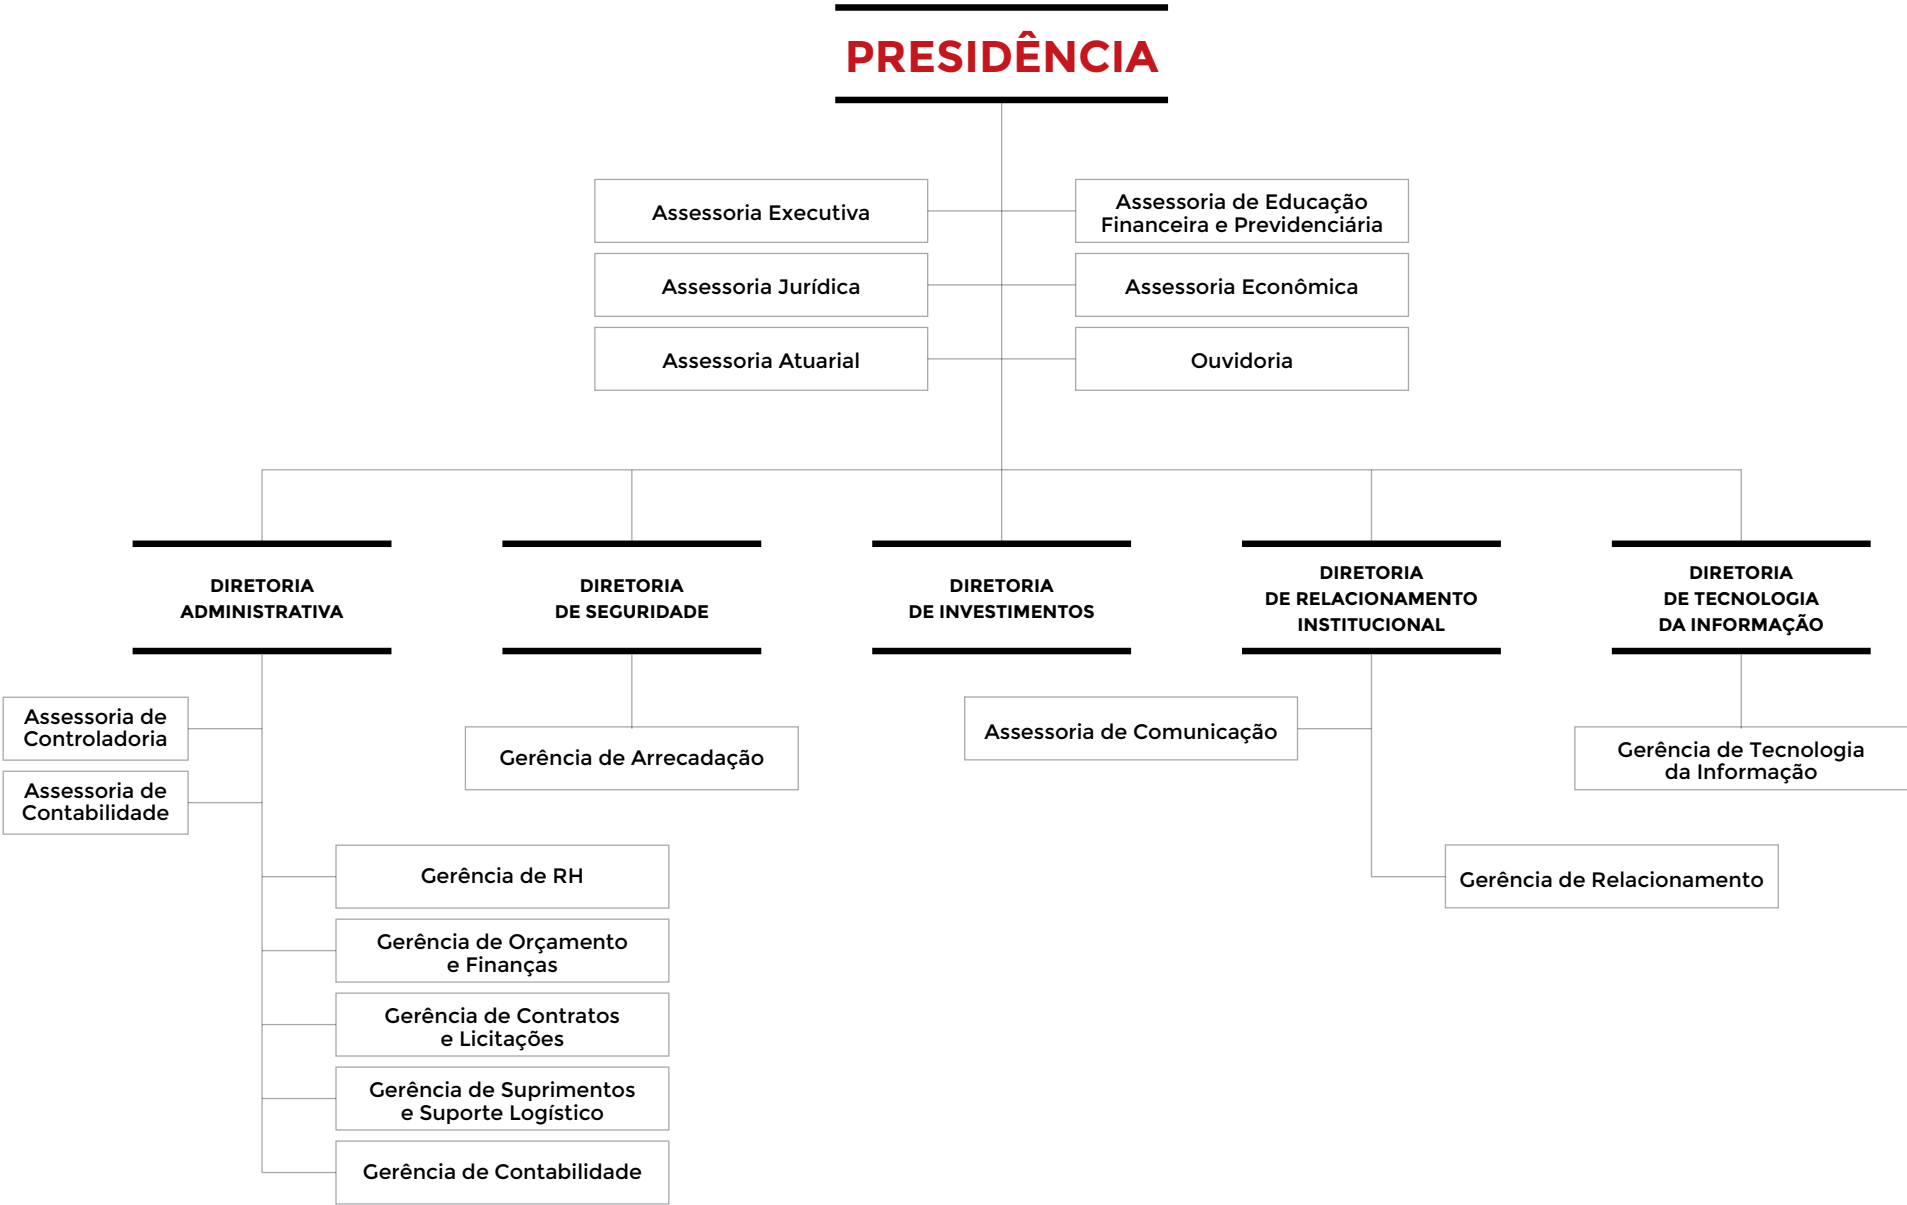 PRESIDÊNCIA
Assessoria Executiva
Assessoria de Educação
Financeira e Previdenciária
Assessoria Jurídica
Assessoria Econômica
Assessoria Atuarial
Ouvidoria
DIRETORIA
ADMINISTRATIVA
DIRETORIA
DE SEGURIDADE
DIRETORIA
DE INVESTIMENTOS
DIRETORIA
DE RELACIONAMENTO
INSTITUCIONAL
DIRETORIA
DE TECNOLOGIA
DA INFORMAÇÃO
Assessoria de
Controladoria
Assessoria de
Contabilidade
Gerência de Arrecadação
Assessoria de Comunicação
Gerência de Tecnologia
da Informação
Gerência de RH
Gerência de Relacionamento
Gerência de Orçamento
e Finanças
Gerência de Contratos
e Licitações
Gerência de Suprimentos
e Suporte Logístico
Gerência de Contabilidade